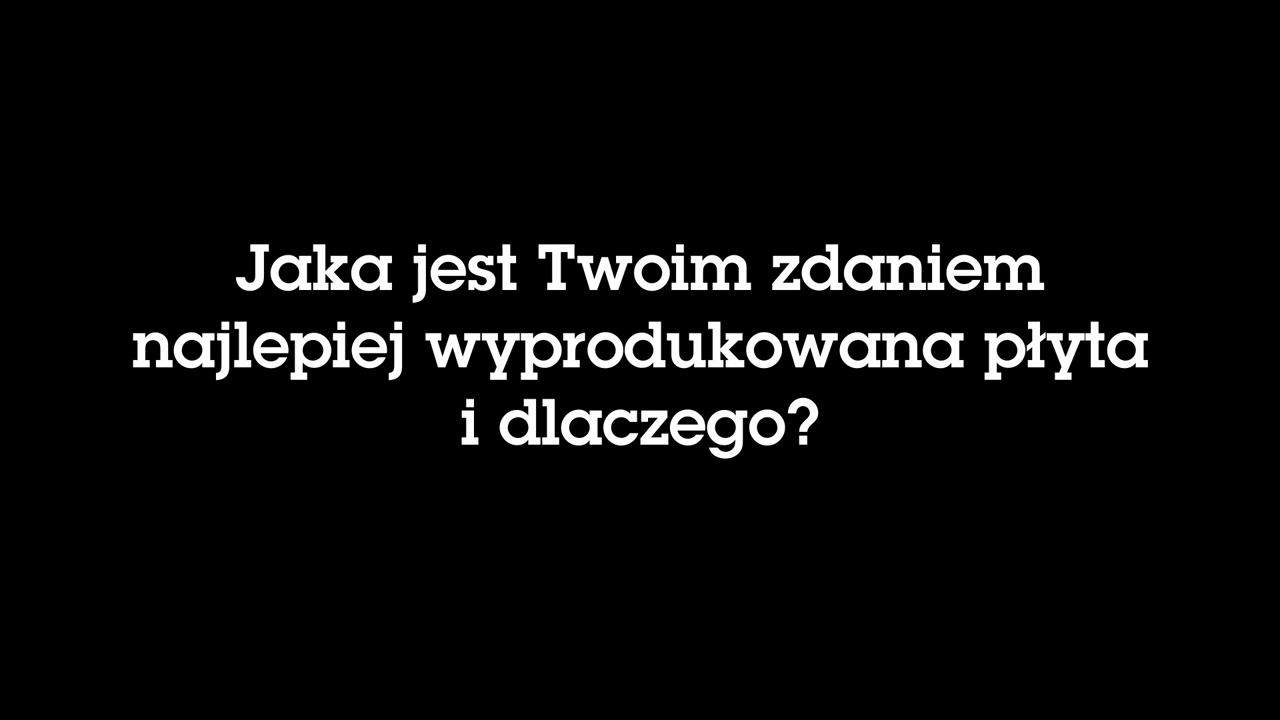 Jaka jest Twoim zdaniem
najlepiej wyprodukowana płyta
i dlaczego?